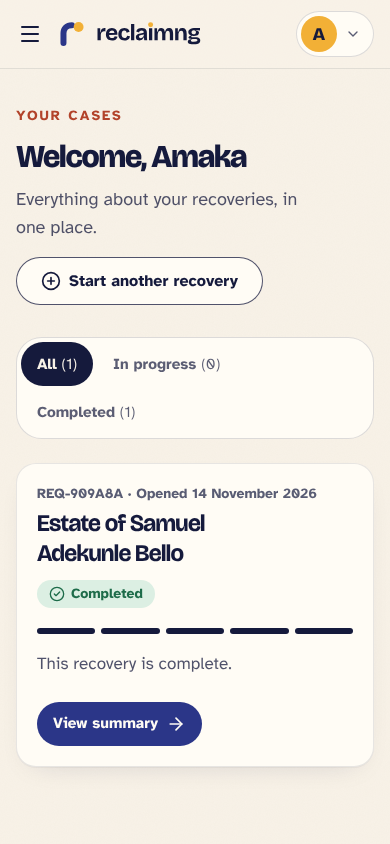 reclaimng
A
YOUR CASES
Welcome, Amaka
Everything about your recoveries, in
one place.
Start another recovery
All (1)
In progress (0)
Completed (1)
REQ-909A8A · Opened 14 November 2026
Estate of Samuel
Adekunle Bello
Completed
This recovery is complete.
View summary